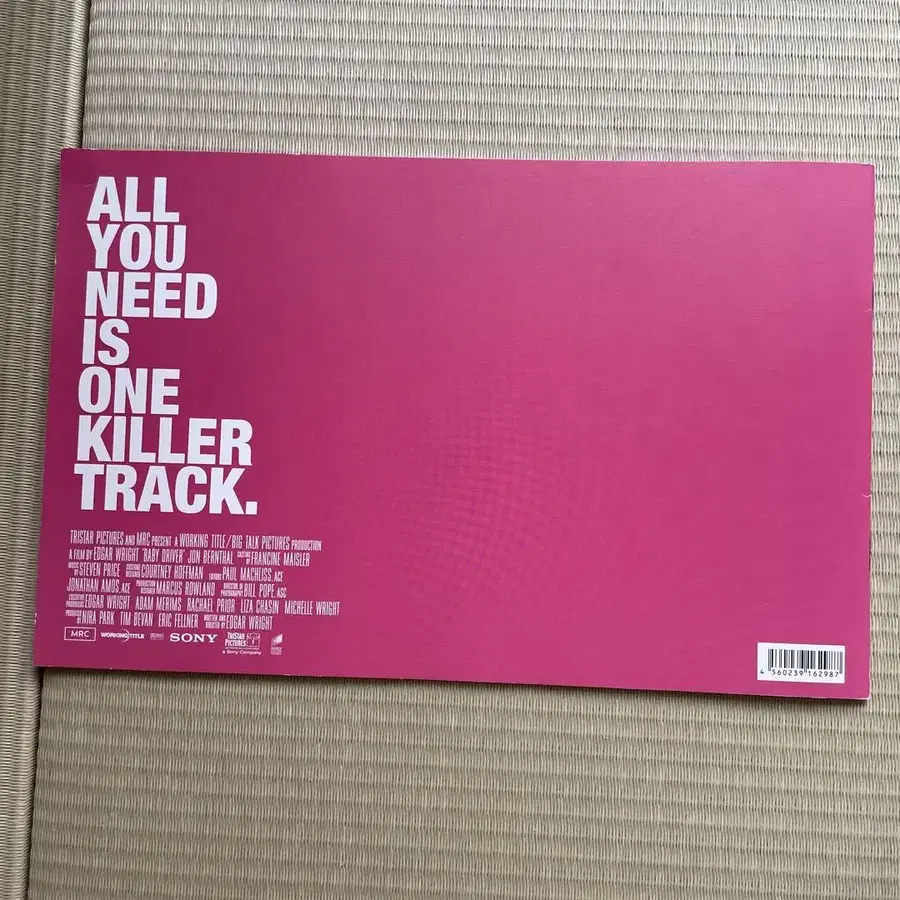 ALL
YOU
NEED
IS
ONE
KILLER
TRACK.
TRISTAR PICTURES AND MRC PRESENT A WORKING TITLE/BIG TALK PICTURES PRODUCTION
A FILM BY EDGAR WRIGHT "BABY DRIVER" JON BERNTHAL CASTING BY FRANCINE MAISLER
MUSIC BY STEVEN PRICE COSTUME DESIGNER COURTNEY HOFFMAN EDITORS PAUL MACHLISS, ACE
JONATHAN AMOS, ACE PRODUCTION DESIGNER MARCUS ROWLAND DIRECTOR OF PHOTOGRAPHY BILL POPE ASC
EXECUTIVE PRODUCERS EDGAR WRIGHT ADAM MERIMS RACHAEL PRIOR LIZA CHASIN MICHELLE WRIGHT
PRODUCED BY NIRA PARK TIM BEVAN ERIC FELLNER WRITTEN AND DIRECTED BY EDGAR WRIGHT
MRC WORKING TITLE SONY TRISTAR PICTURES
a Sony Company
4 560239 162987